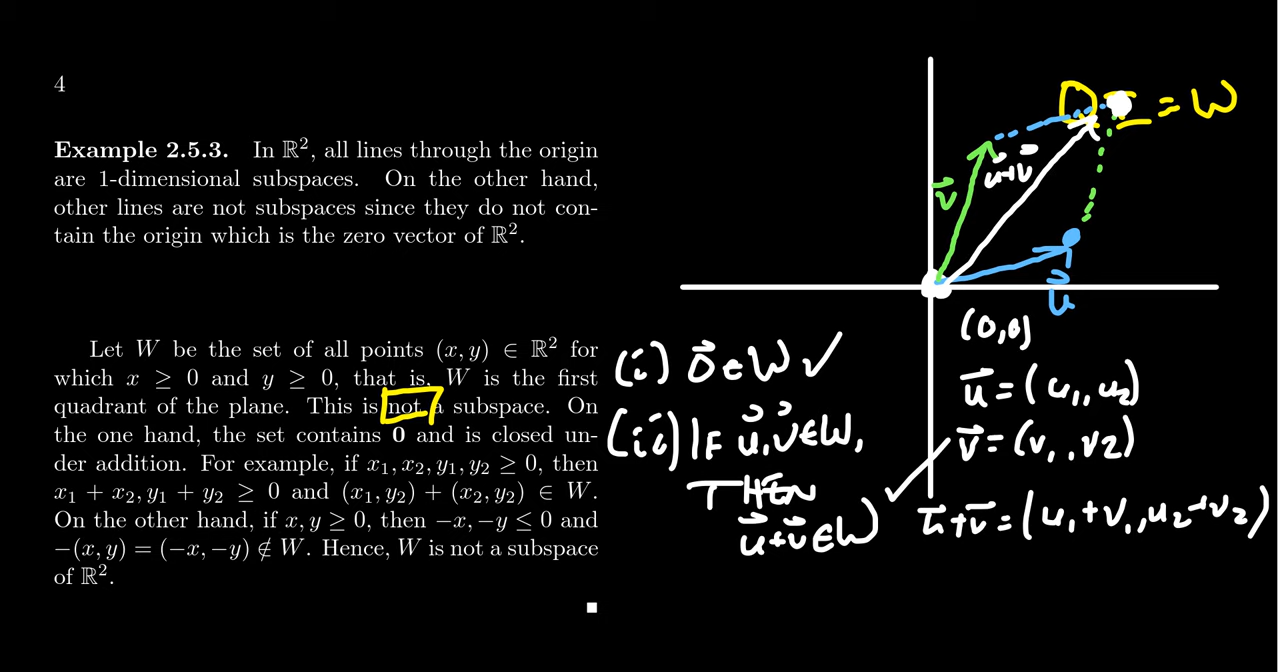 4
Example 2.5.3. In ℝ², all lines through the origin
are 1-dimensional subspaces. On the other hand,
other lines are not subspaces since they do not con-
tain the origin which is the zero vector of ℝ².
Let W be the set of all points (x, y) ∈ ℝ² for
which x ≥ 0 and y ≥ 0, that is, W is the first
quadrant of the plane. This is not a subspace. On
the one hand, the set contains 0 and is closed un-
der addition. For example, if x₁, x₂, y₁, y₂ ≥ 0, then
x₁ + x₂, y₁ + y₂ ≥ 0 and (x₁, y₂) + (x₂, y₂) ∈ W.
On the other hand, if x, y ≥ 0, then −x, −y ≤ 0 and
−(x, y) = (−x, −y) ∉ W. Hence, W is not a subspace
of ℝ².
Q I = W
u⃗+v⃗
v⃗
u⃗
(0,0)
(i) 0⃗ ∈ W ✓
(ii) IF u⃗, v⃗ ∈ W,
THEN
u⃗+v⃗ ∈ W ✓
u⃗ = (u₁, u₂)
v⃗ = (v₁, v₂)
u⃗+v⃗ = (u₁+v₁, u₂+v₂)